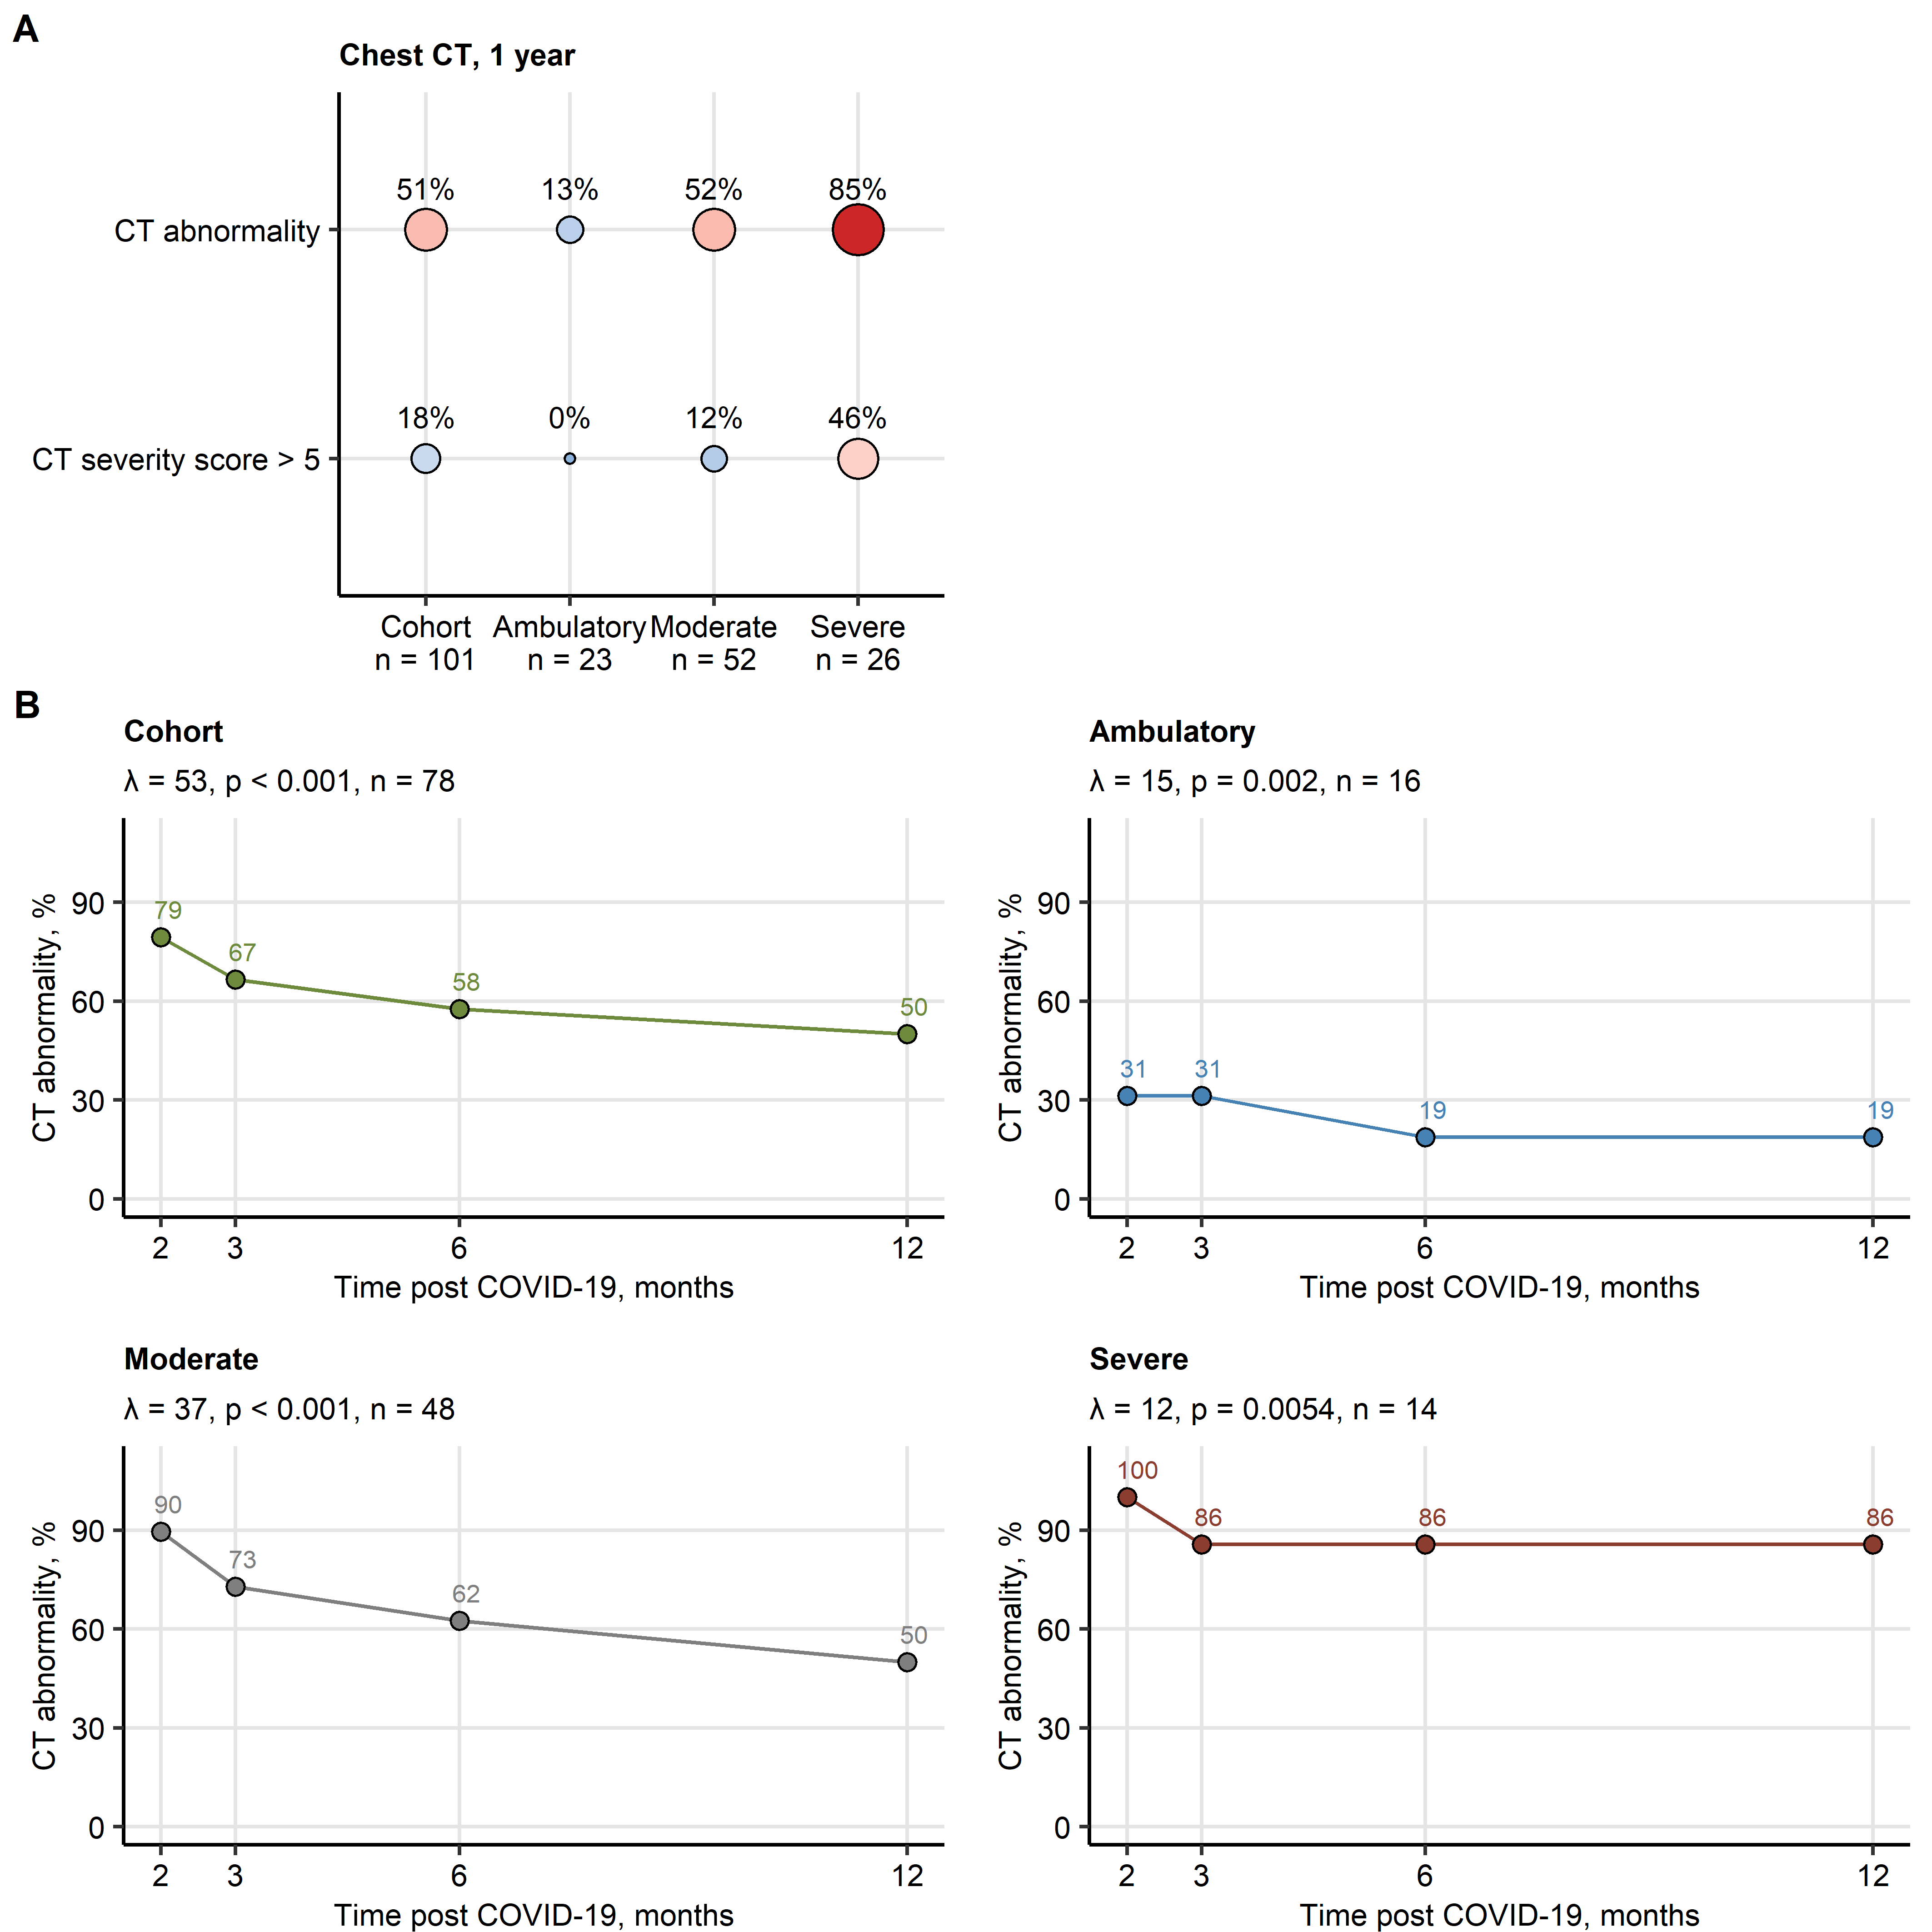 A
Chest CT, 1 year
51% 13% 52% 85%
CT abnormality
18% 0% 12% 46%
CT severity score > 5
Cohort Ambulatory Moderate Severe
n = 101 n = 23 n = 52 n = 26
B
Cohort
λ = 53, p < 0.001, n = 78
CT abnormality, %
90
60
30
0
79
67
58
50
2 3 6 12
Time post COVID-19, months
Ambulatory
λ = 15, p = 0.002, n = 16
CT abnormality, %
90
60
30
0
31
31
19
19
2 3 6 12
Time post COVID-19, months
Moderate
λ = 37, p < 0.001, n = 48
CT abnormality, %
90
60
30
0
90
73
62
50
2 3 6 12
Time post COVID-19, months
Severe
λ = 12, p = 0.0054, n = 14
CT abnormality, %
90
60
30
0
100
86
86
86
2 3 6 12
Time post COVID-19, months